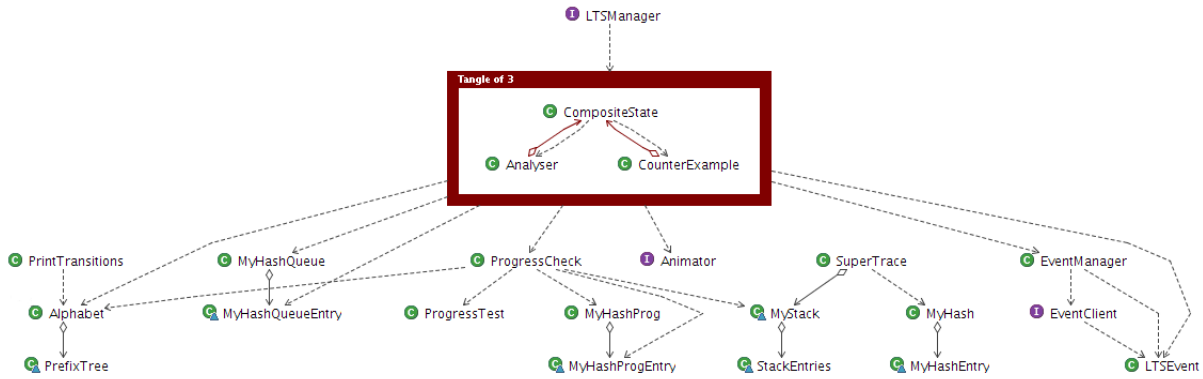 I LTSManager
Tangle of 3
C CompositeState
C Analyser C CounterExample
C PrintTransitions C MyHashQueue C ProgressCheck I Animator C SuperTrace C EventManager
C Alphabet C MyHashQueueEntry C ProgressTest C MyHashProg C MyStack C MyHash I EventClient
C PrefixTree C MyHashProgEntry C StackEntries C MyHashEntry C LTSEvent